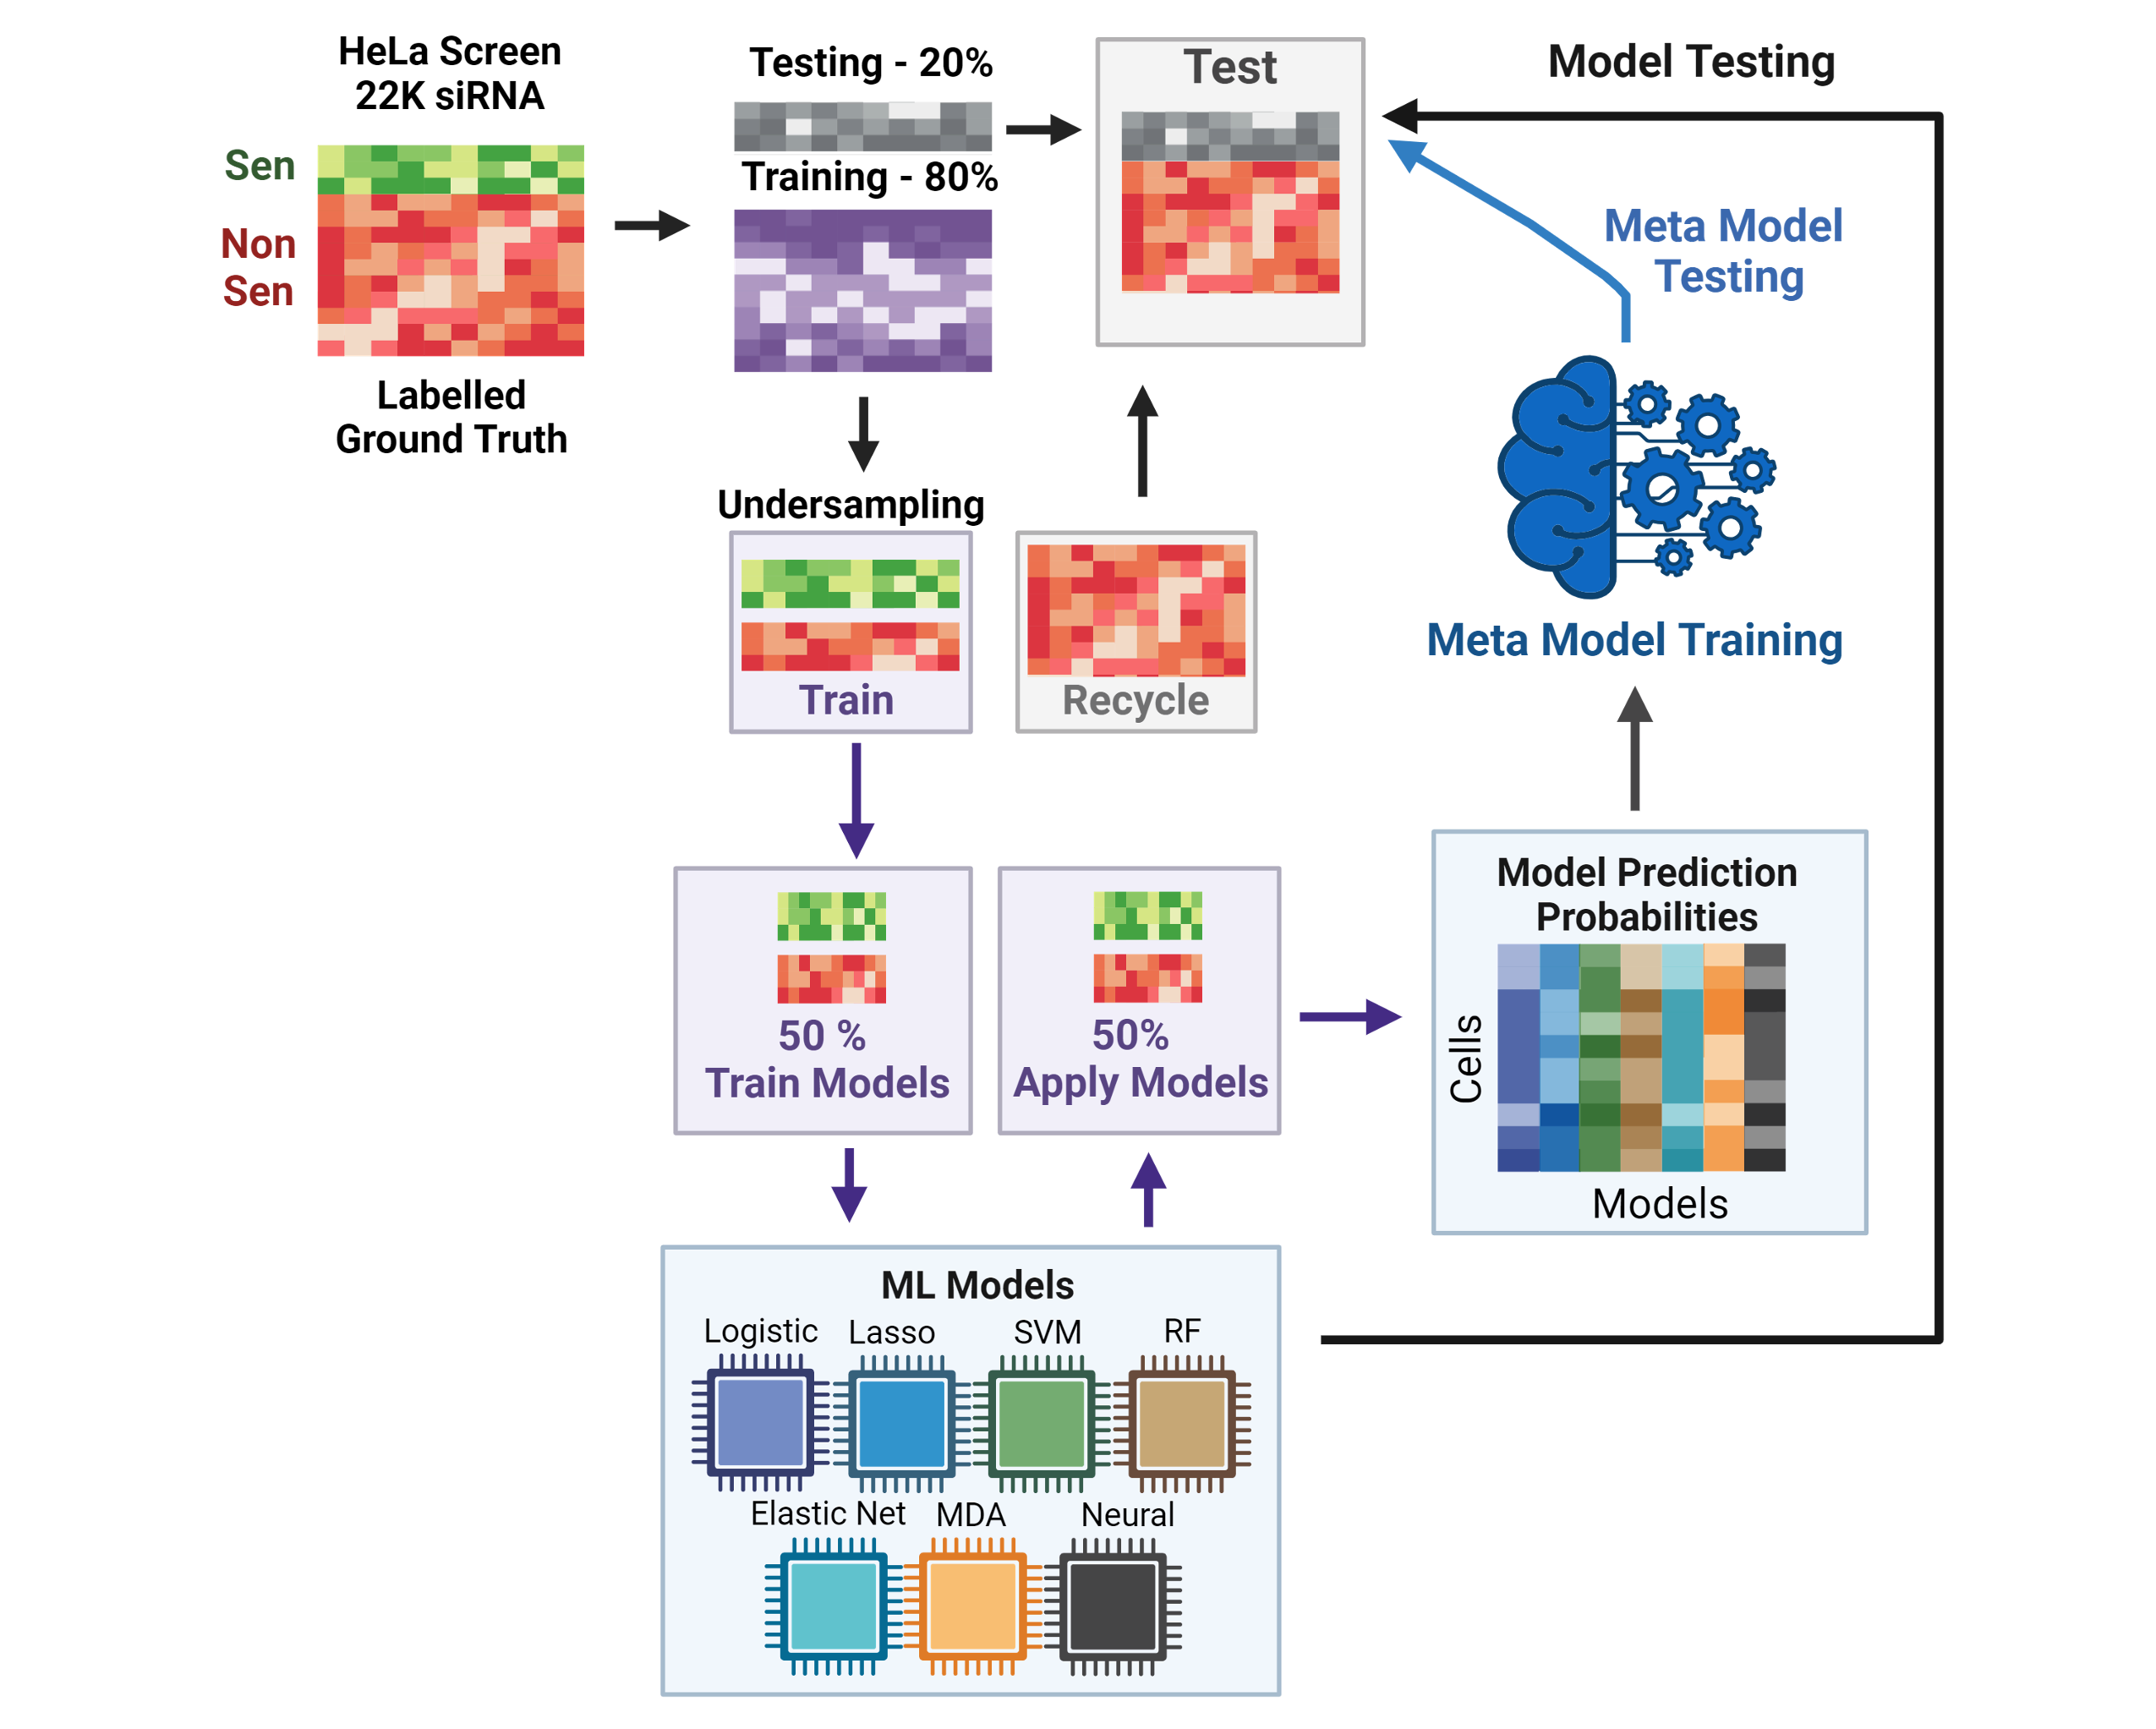 HeLa Screen
22K siRNA
Sen
Non
Sen
Labelled
Ground Truth
Testing - 20%
Training - 80%
Test
Model Testing
Meta Model
Testing
Undersampling
Train
Recycle
Meta Model Training
50 %
Train Models
50%
Apply Models
Model Prediction
Probabilities
Cells
Models
ML Models
Logistic
Lasso
SVM
RF
Elastic Net
MDA
Neural